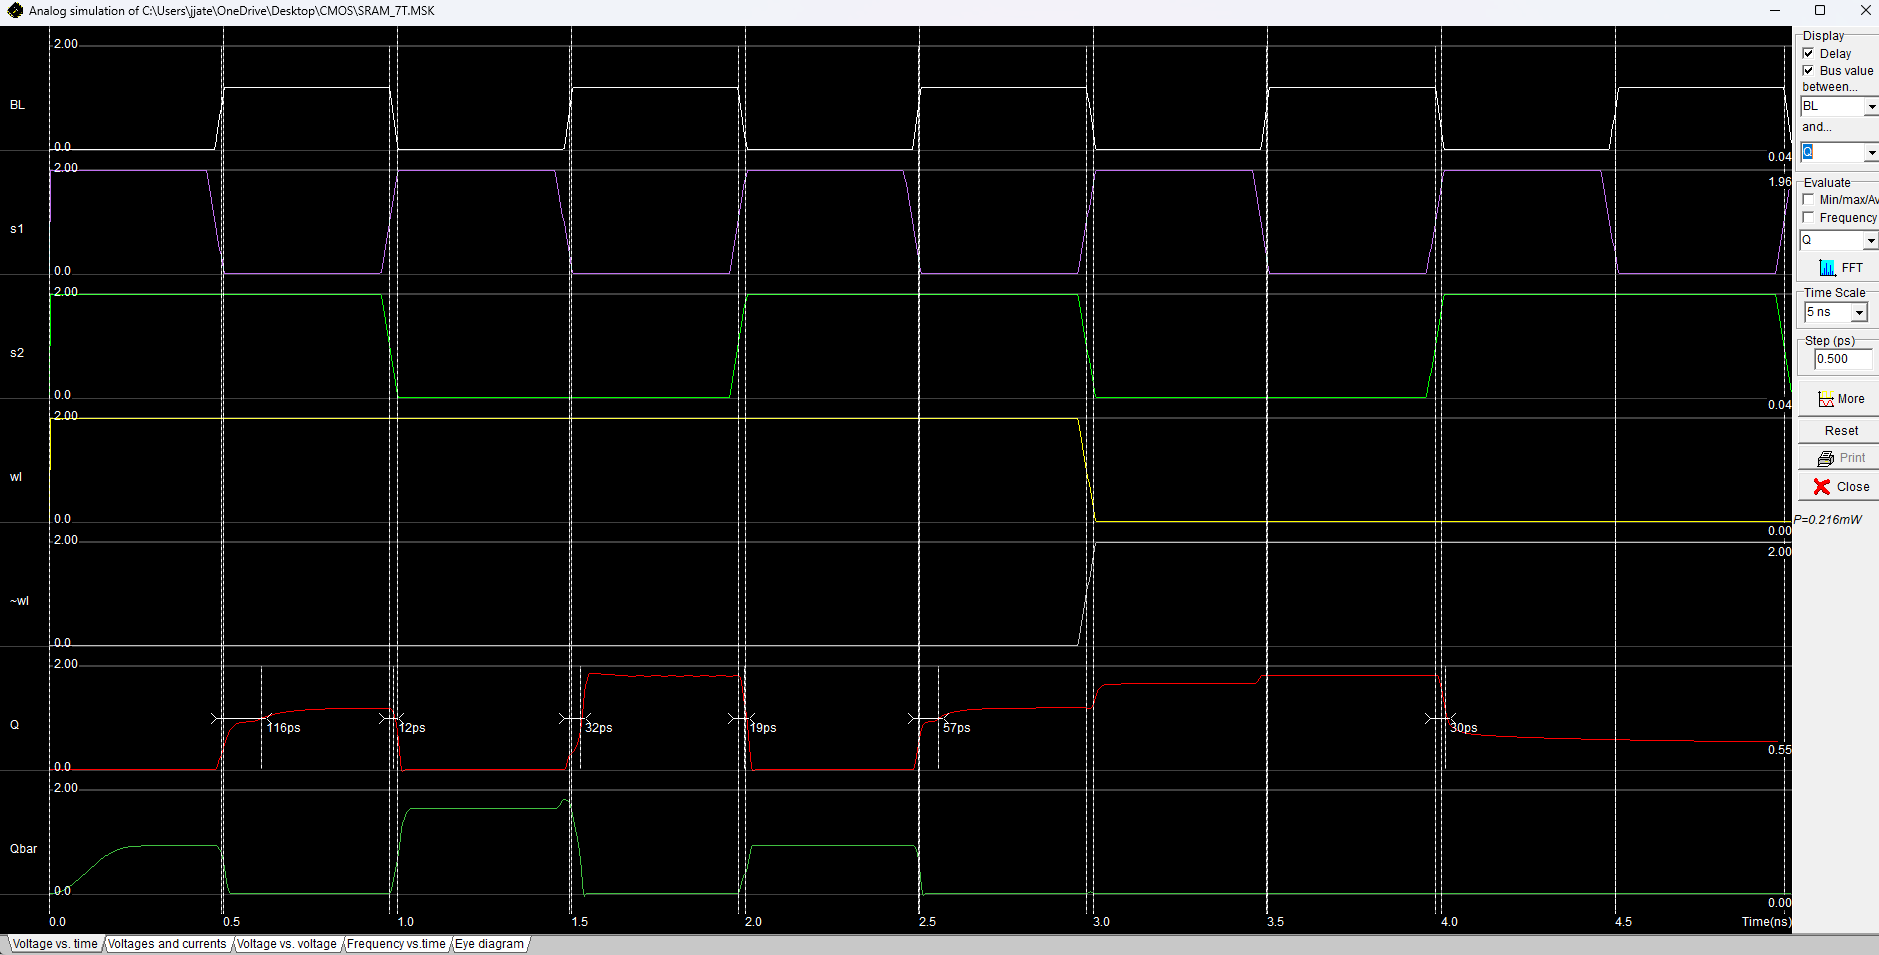 Analog simulation of C:\Users\jjate\OneDrive\Desktop\CMOS\SRAM_7T.MSK
2.00
BL
0.0
0.04
2.00
1.96
s1
0.0
2.00
s2
0.0
0.04
2.00
wl
0.0
0.00
2.00
2.00
~wl
0.0
2.00
Q
116ps
12ps
32ps
19ps
57ps
30ps
0.55
0.0
2.00
Qbar
0.0
0.00
0.0
0.5
1.0
1.5
2.0
2.5
3.0
3.5
4.0
4.5
Time(ns)
Voltage vs. time
Voltages and currents
Voltage vs. voltage
Frequency vs.time
Eye diagram
Display
Delay
Bus value
between...
BL
and...
Q
Evaluate
Min/max/Av
Frequency
Q
FFT
Time Scale
5 ns
Step (ps)
0.500
More
Reset
Print
Close
P=0.216mW